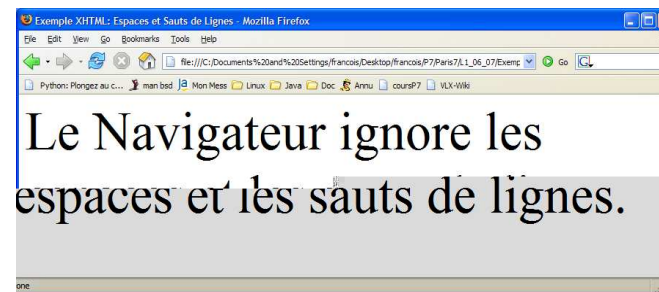 Exemple XHTML: Espaces et Sauts de Lignes - Mozilla Firefox
File Edit View Go Bookmarks Tools Help
file:///C:/Documents%20and%20Settings/francois/Desktop/francois/P7/Paris7/L1_06_07/Exemp Go G
Python: Plongez au c... man bsd Mon Mess Linux Java Doc Annu coursP7 VLX-Wiki
Le Navigateur ignore les
espaces et les sauts de lignes.
one